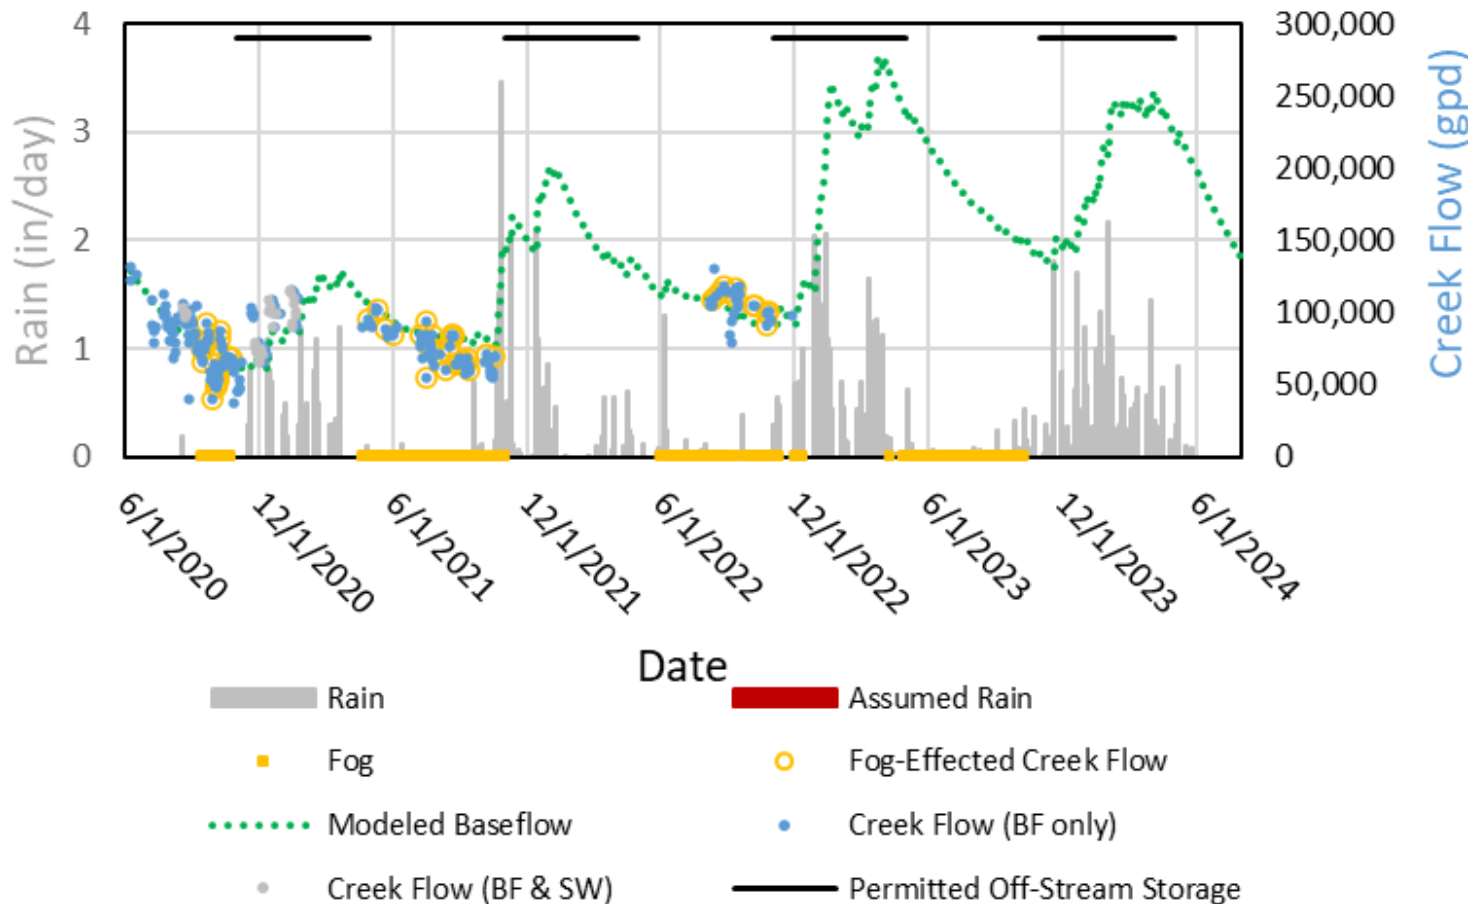 Rain (in/day)
4
3
2
1
0
Creek Flow (gpd)
300,000
250,000
200,000
150,000
100,000
50,000
0
6/1/2020
12/1/2020
6/1/2021
12/1/2021
6/1/2022
12/1/2022
6/1/2023
12/1/2023
6/1/2024
Date
Rain
Assumed Rain
Fog
Fog-Effected Creek Flow
Modeled Baseflow
Creek Flow (BF only)
Creek Flow (BF & SW)
Permitted Off-Stream Storage